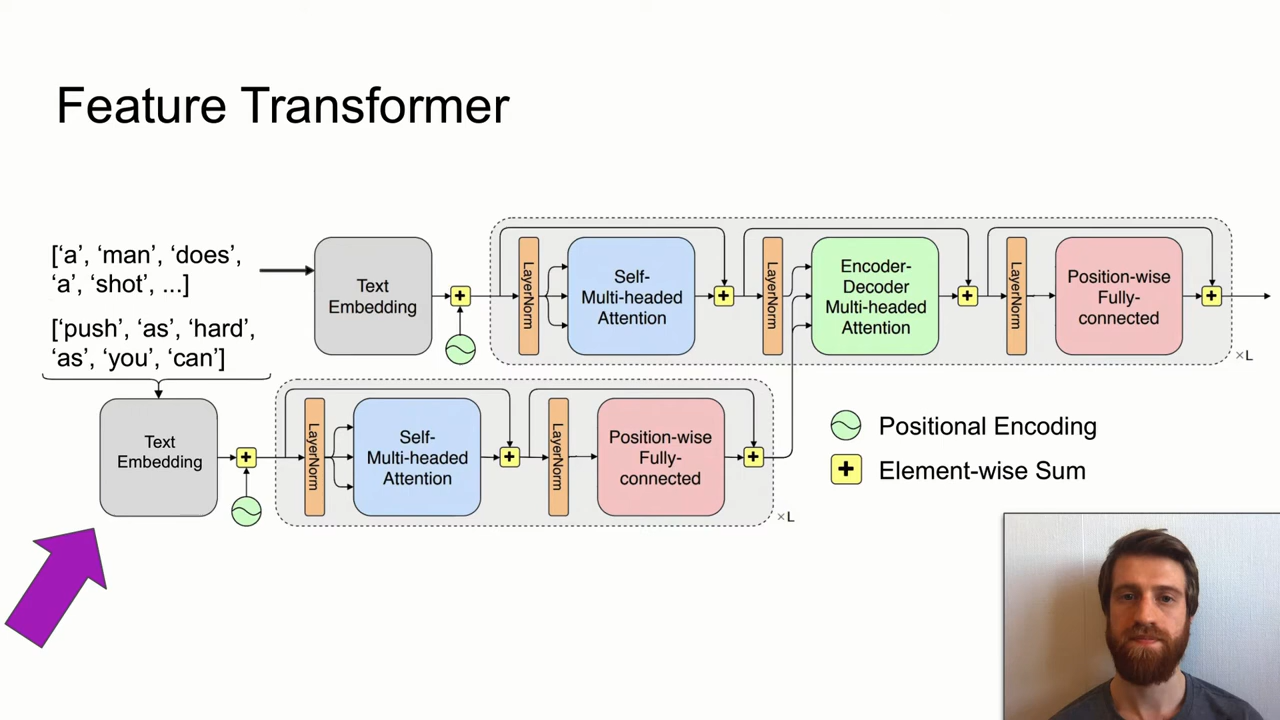 Feature Transformer
[‘a’, ‘man’, ‘does’,
‘a’, ‘shot’, ...]
[‘push’, ‘as’, ‘hard’,
‘as’, ‘you’, ‘can’]
Text
Embedding
LayerNorm
Self-
Multi-headed
Attention
LayerNorm
Encoder-
Decoder
Multi-headed
Attention
LayerNorm
Position-wise
Fully-
connected
×L
Text
Embedding
LayerNorm
Self-
Multi-headed
Attention
LayerNorm
Position-wise
Fully-
connected
×L
Positional Encoding
Element-wise Sum